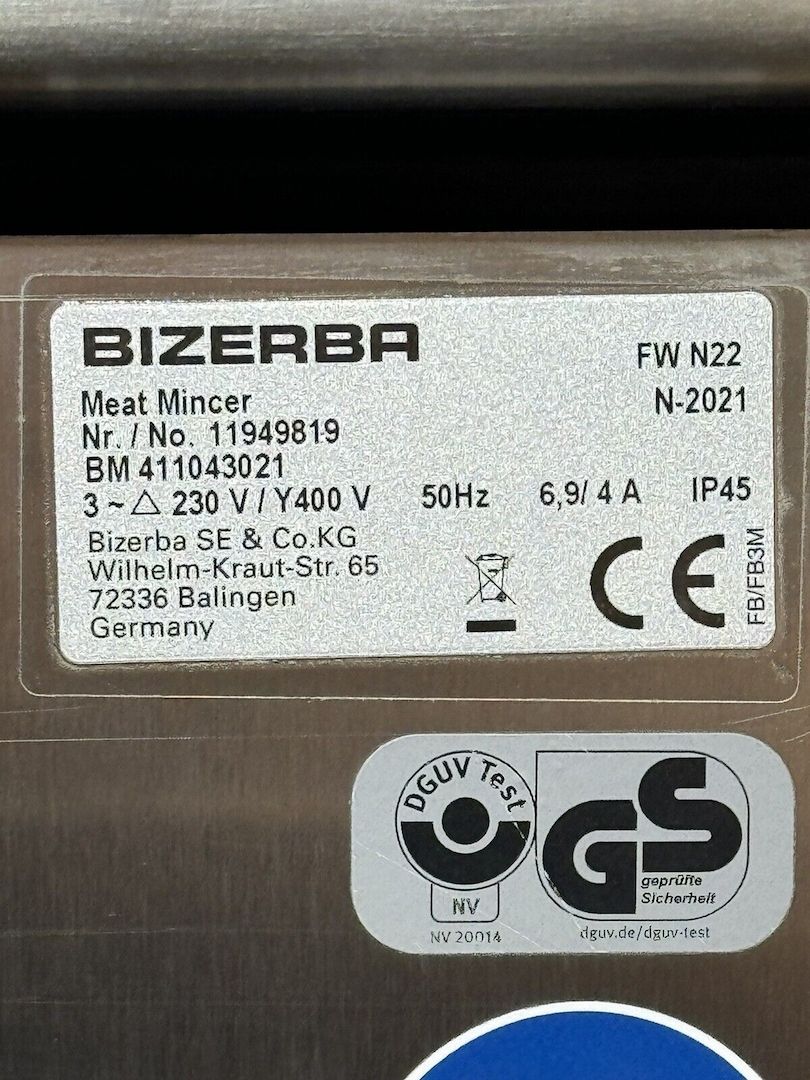 BIZERBA
FW N22
Meat Mincer
N-2021
Nr. / No. 11949819
BM 411043021
3 ~ △ 230 V / Y400 V 50Hz 6,9/ 4 A IP45
Bizerba SE & Co.KG
Wilhelm-Kraut-Str. 65
72336 Balingen
Germany
CE
FB/FB3M
DGUV Test
NV
NV 20014
GS
geprüfte
Sicherheit
dguv.de/dguv-test